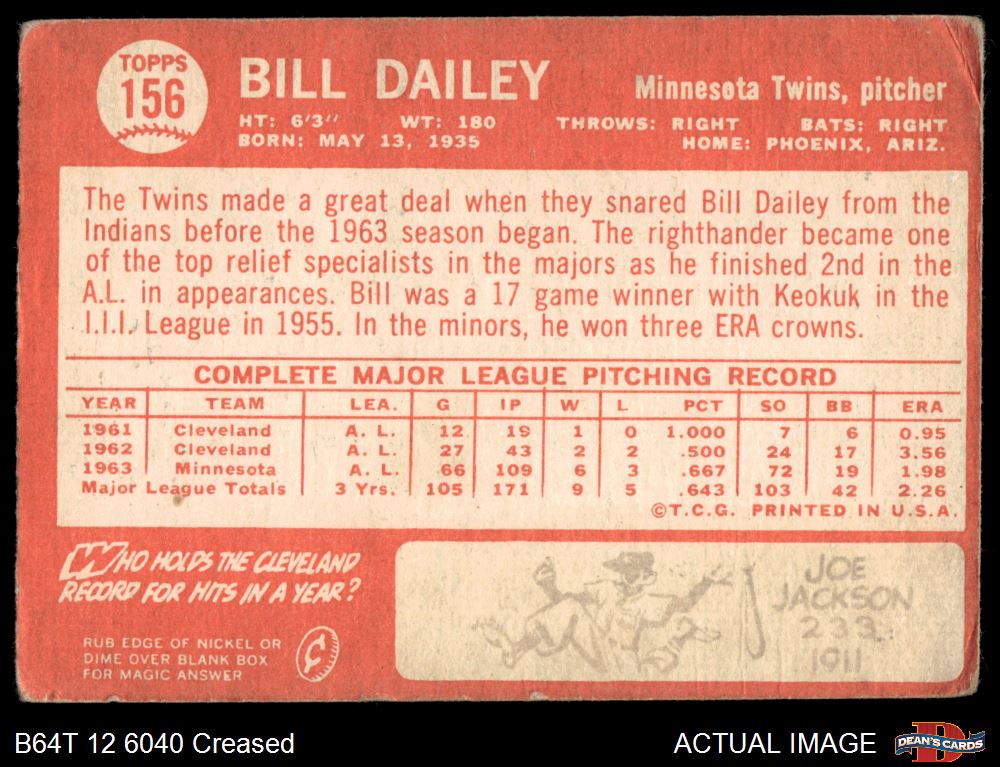 TOPPS
156
BILL DAILEY
Minnesota Twins, pitcher
HT: 6'3" WT: 180 THROWS: RIGHT BATS: RIGHT
BORN: MAY 13, 1935 HOME: PHOENIX, ARIZ.
The Twins made a great deal when they snared Bill Dailey from the
Indians before the 1963 season began. The righthander became one
of the top relief specialists in the majors as he finished 2nd in the
A.L. in appearances. Bill was a 17 game winner with Keokuk in the
I.I.I. League in 1955. In the minors, he won three ERA crowns.
COMPLETE MAJOR LEAGUE PITCHING RECORD
YEAR TEAM LEA. G IP W L PCT SO BB ERA
1961 Cleveland A. L. 12 19 1 0 1.000 7 6 0.95
1962 Cleveland A. L. 27 43 2 2 .500 24 17 3.56
1963 Minnesota A. L. 66 109 6 3 .667 72 19 1.98
Major League Totals 3 Yrs. 105 171 9 5 .643 103 42 2.26
©T.C.G. PRINTED IN U.S.A.
WHO HOLDS THE CLEVELAND
RECORD FOR HITS IN A YEAR?
RUB EDGE OF NICKEL OR
DIME OVER BLANK BOX
FOR MAGIC ANSWER
¢
JOE
JACKSON
233
1911
B64T 12 6040 Creased
ACTUAL IMAGE
D
DEAN'S CARDS